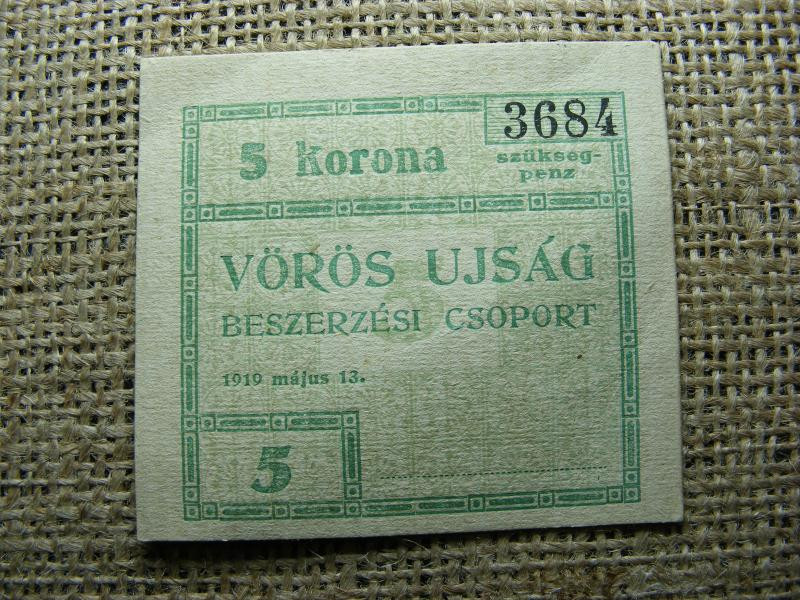 3684
5 korona
szükség-
penz
VÖRÖS UJSÁG
BESZERZÉSI CSOPORT
1919 május 13.
5